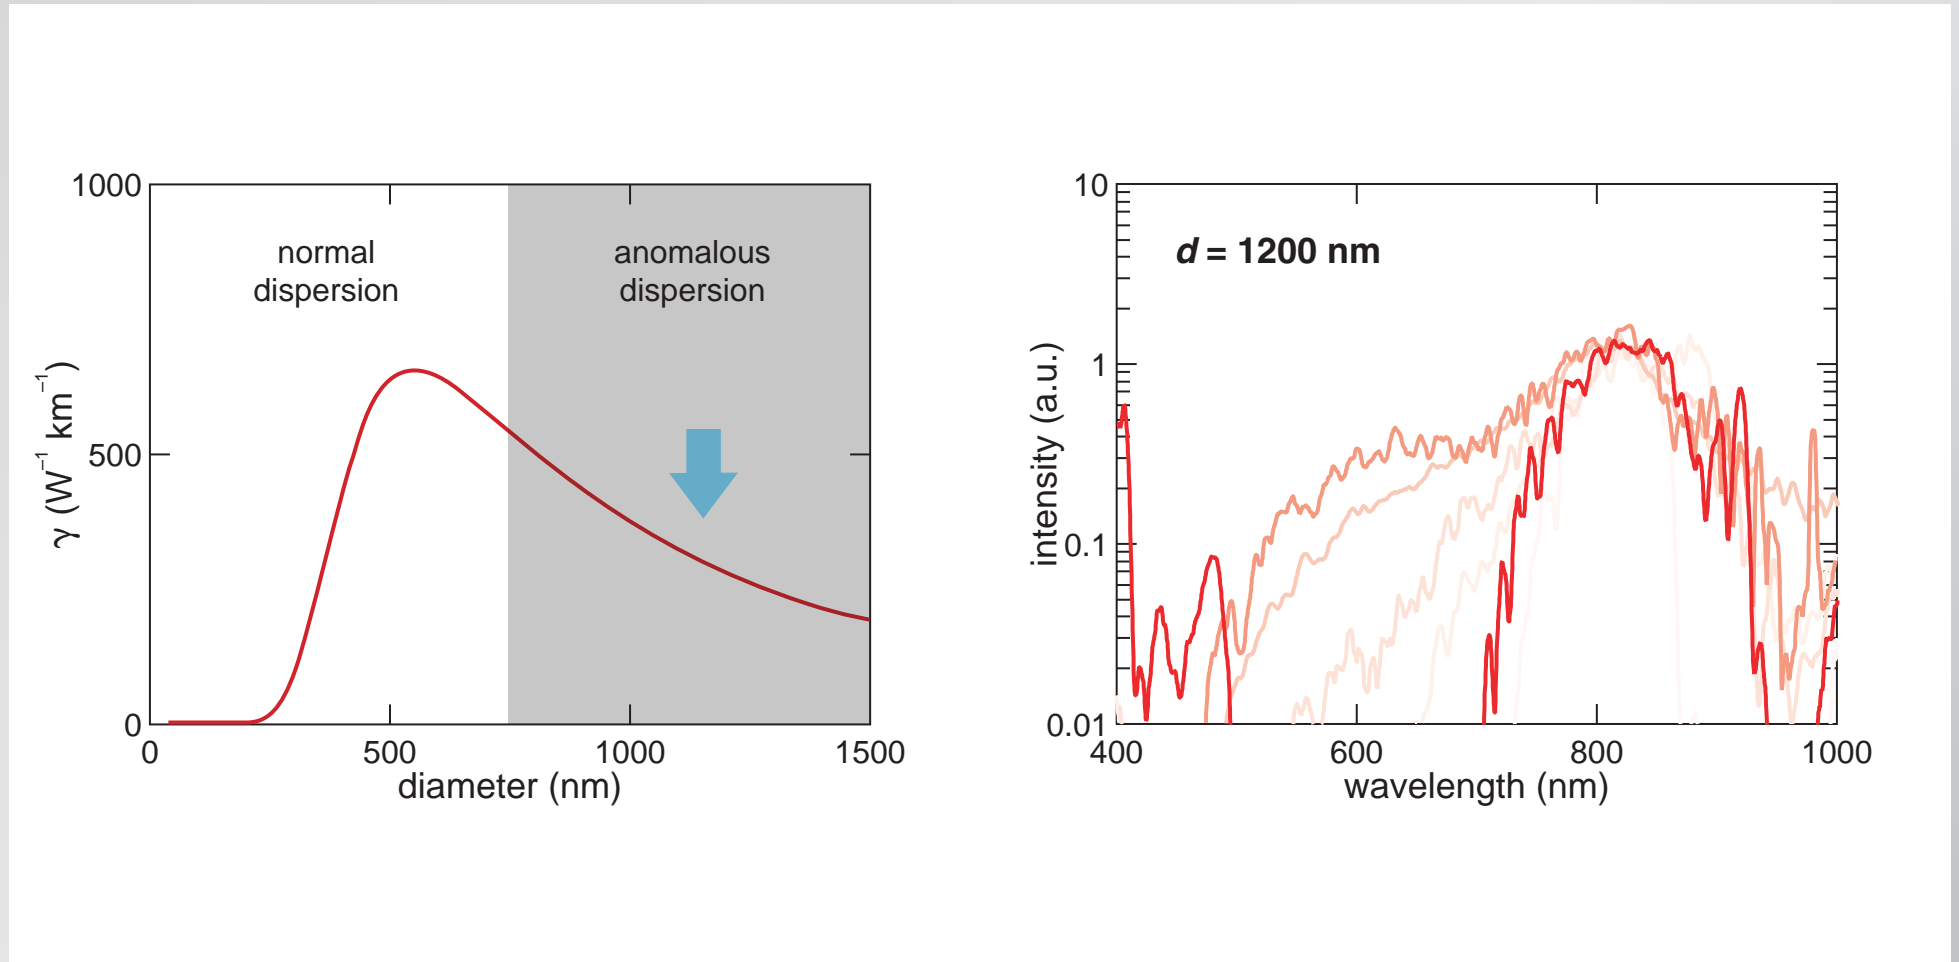 1000
500
0
0
500
1000
1500
γ (W⁻¹ km⁻¹)
diameter (nm)
normal
dispersion
anomalous
dispersion
10
1
0.1
0.01
400
600
800
1000
intensity (a.u.)
wavelength (nm)
d = 1200 nm